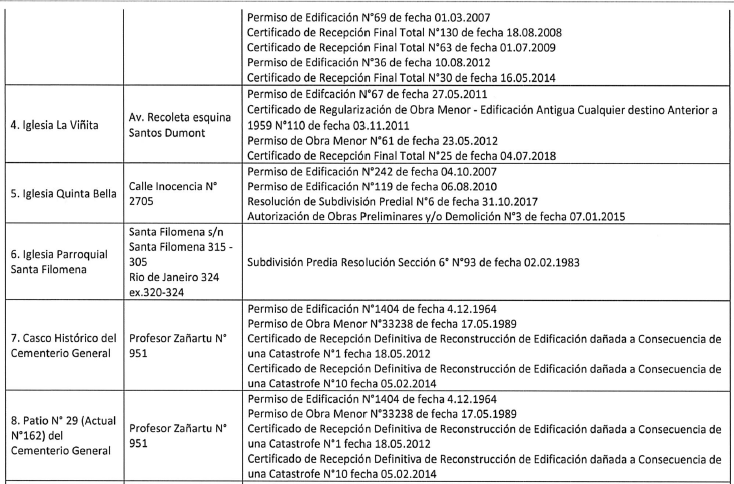 Permiso de Edificación N°69 de fecha 01.03.2007
Certificado de Recepción Final Total N°130 de fecha 18.08.2008
Certificado de Recepción Final Total N°63 de fecha 01.07.2009
Permiso de Edificación N°36 de fecha 10.08.2012
Certificado de Recepción Final Total N°30 de fecha 16.05.2014
4. Iglesia La Viñita
Av. Recoleta esquina
Santos Dumont
Permiso de Edifcación N°67 de fecha 27.05.2011
Certificado de Regularización de Obra Menor - Edificación Antigua Cualquier destino Anterior a
1959 N°110 de fecha 03.11.2011
Permiso de Obra Menor N°61 de fecha 23.05.2012
Certificado de Recepción Final Total N°25 de fecha 04.07.2018
5. Iglesia Quinta Bella
Calle Inocencia N°
2705
Permiso de Edificación N°242 de fecha 04.10.2007
Permiso de Edificación N°119 de fecha 06.08.2010
Resolución de Subdivisión Predial N°6 de fecha 31.10.2017
Autorización de Obras Preliminares y/o Demolición N°3 de fecha 07.01.2015
6. Iglesia Parroquial
Santa Filomena
Santa Filomena s/n
Santa Filomena 315 -
305
Rio de Janeiro 324
ex.320-324
Subdivisión Predia Resolución Sección 6° N°93 de fecha 02.02.1983
7. Casco Histórico del
Cementerio General
Profesor Zañartu N°
951
Permiso de Edificación N°1404 de fecha 4.12.1964
Permiso de Obra Menor N°33238 de fecha 17.05.1989
Certificado de Recepción Definitiva de Reconstrucción de Edificación dañada a Consecuencia de
una Catastrofe N°1 fecha 18.05.2012
Certificado de Recepción Definitiva de Reconstrucción de Edificación dañada a Consecuencia de
una Catastrofe N°10 fecha 05.02.2014
8. Patio N° 29 (Actual
N°162) del
Cementerio General
Profesor Zañartu N°
951
Permiso de Edificación N°1404 de fecha 4.12.1964
Permiso de Obra Menor N°33238 de fecha 17.05.1989
Certificado de Recepción Definitiva de Reconstrucción de Edificación dañada a Consecuencia de
una Catastrofe N°1 fecha 18.05.2012
Certificado de Recepción Definitiva de Reconstrucción de Edificación dañada a Consecuencia de
una Catastrofe N°10 fecha 05.02.2014